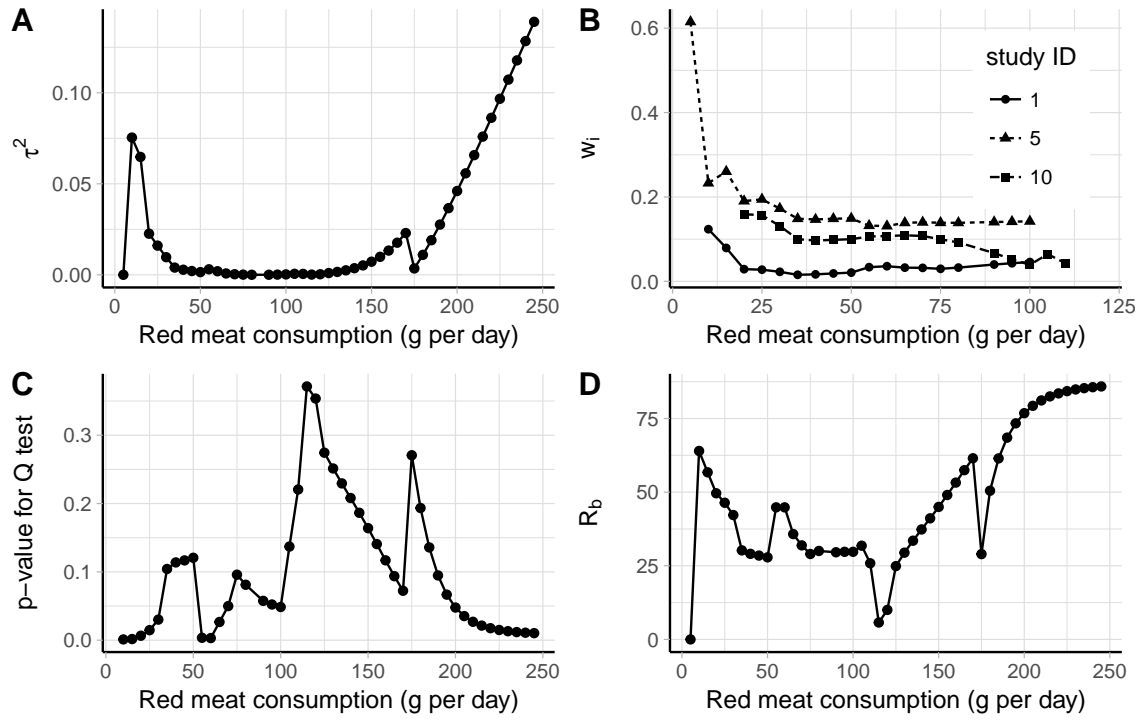 A
τ²
0.10
0.05
0.00
0 50 100 150 200 250
Red meat consumption (g per day)
B
wᵢ
0.6
0.4
0.2
0.0
study ID
1
5
10
0 25 50 75 100 125
Red meat consumption (g per day)
C
p−value for Q test
0.3
0.2
0.1
0.0
0 50 100 150 200 250
Red meat consumption (g per day)
D
R_b
75
50
25
0
0 50 100 150 200 250
Red meat consumption (g per day)